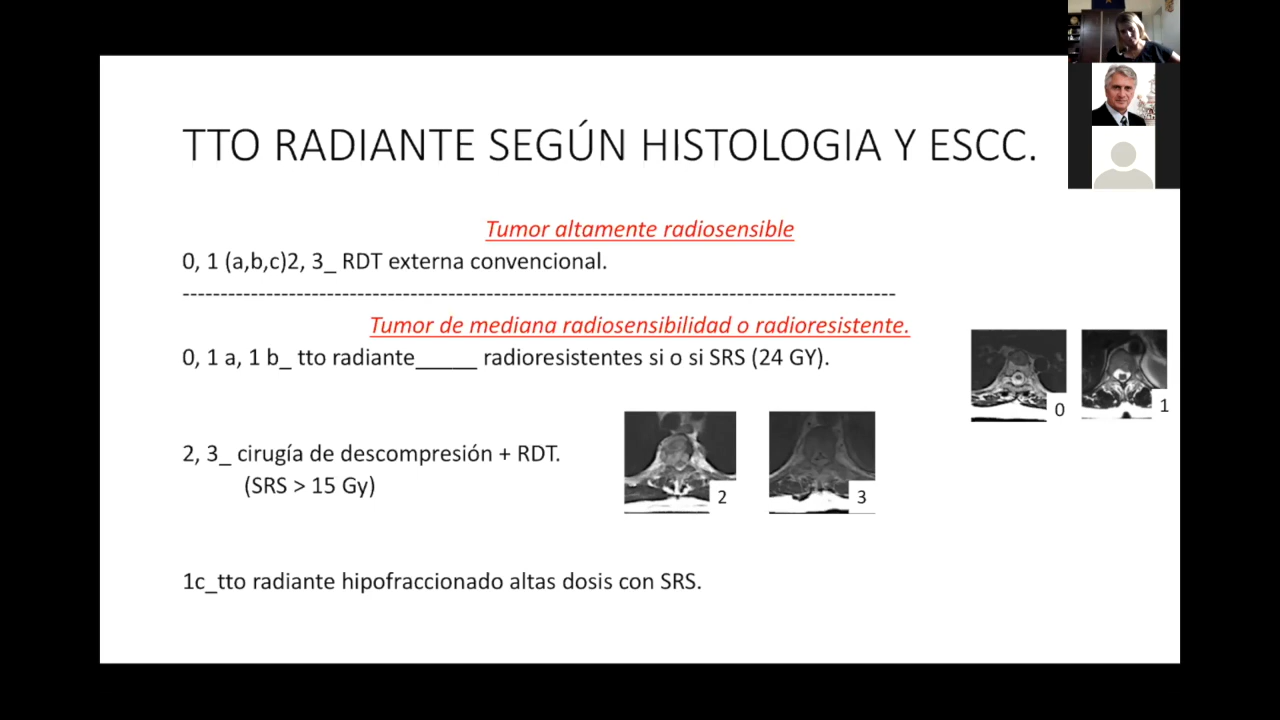 TTO RADIANTE SEGÚN HISTOLOGIA Y ESCC.
Tumor altamente radiosensible
0, 1 (a,b,c)2, 3_ RDT externa convencional.
-----------------------------------------------------------------------------------------------
Tumor de mediana radiosensibilidad o radioresistente.
0, 1 a, 1 b_ tto radiante_____ radioresistentes si o si SRS (24 GY).
0
1
2, 3_ cirugía de descompresión + RDT.
(SRS > 15 Gy)
2
3
1c_tto radiante hipofraccionado altas dosis con SRS.